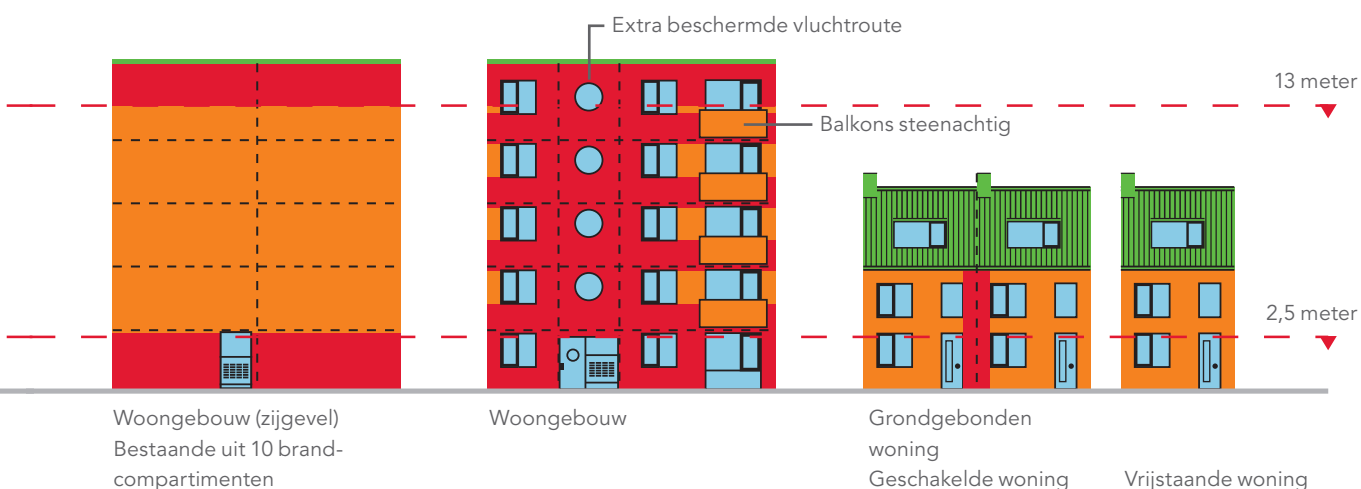 Extra beschermde vluchtroute
13 meter
Balkons steenachtig
2,5 meter
Woongebouw (zijgevel)
Bestaande uit 10 brand-
compartimenten
Woongebouw
Grondgebonden
woning
Geschakelde woning
Vrijstaande woning